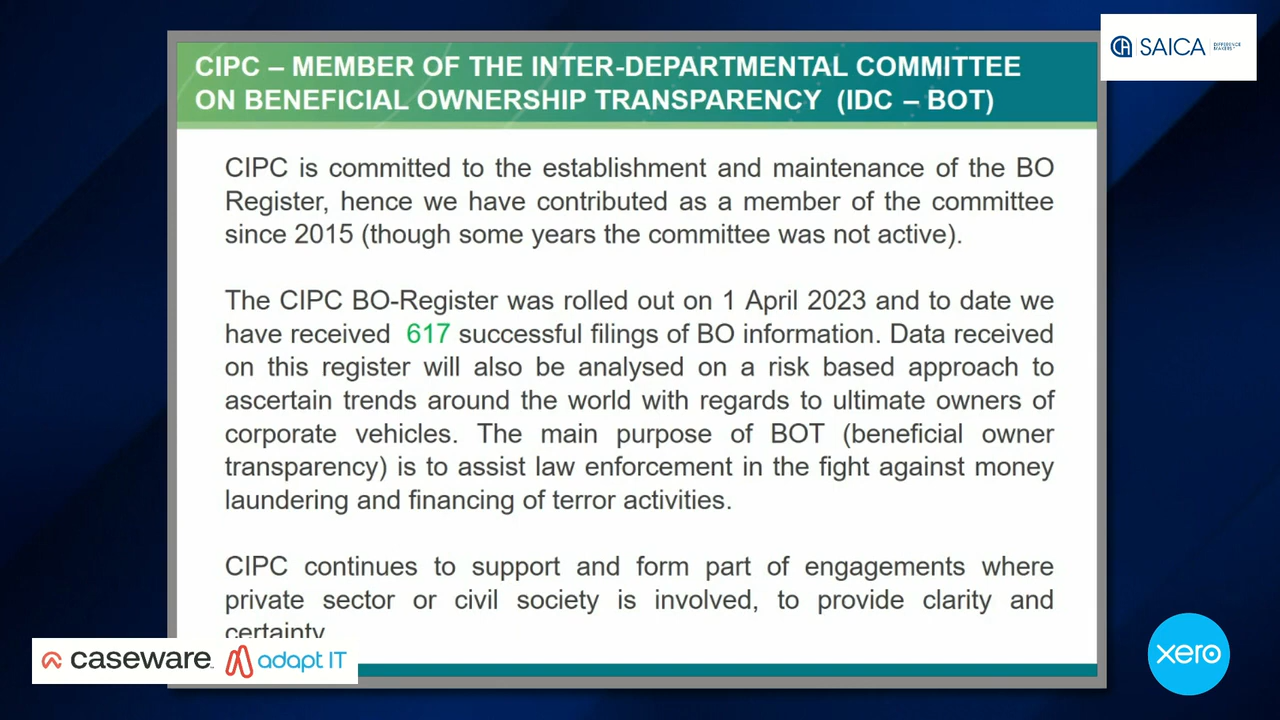 CIPC – MEMBER OF THE INTER-DEPARTMENTAL COMMITTEE
ON BENEFICIAL OWNERSHIP TRANSPARENCY (IDC – BOT)
CA SAICA DIFFERENCE MAKERS
CIPC is committed to the establishment and maintenance of the BO
Register, hence we have contributed as a member of the committee
since 2015 (though some years the committee was not active).
The CIPC BO-Register was rolled out on 1 April 2023 and to date we
have received 617 successful filings of BO information. Data received
on this register will also be analysed on a risk based approach to
ascertain trends around the world with regards to ultimate owners of
corporate vehicles. The main purpose of BOT (beneficial owner
transparency) is to assist law enforcement in the fight against money
laundering and financing of terror activities.
CIPC continues to support and form part of engagements where
private sector or civil society is involved, to provide clarity and
certainty
caseware adapt IT
xero